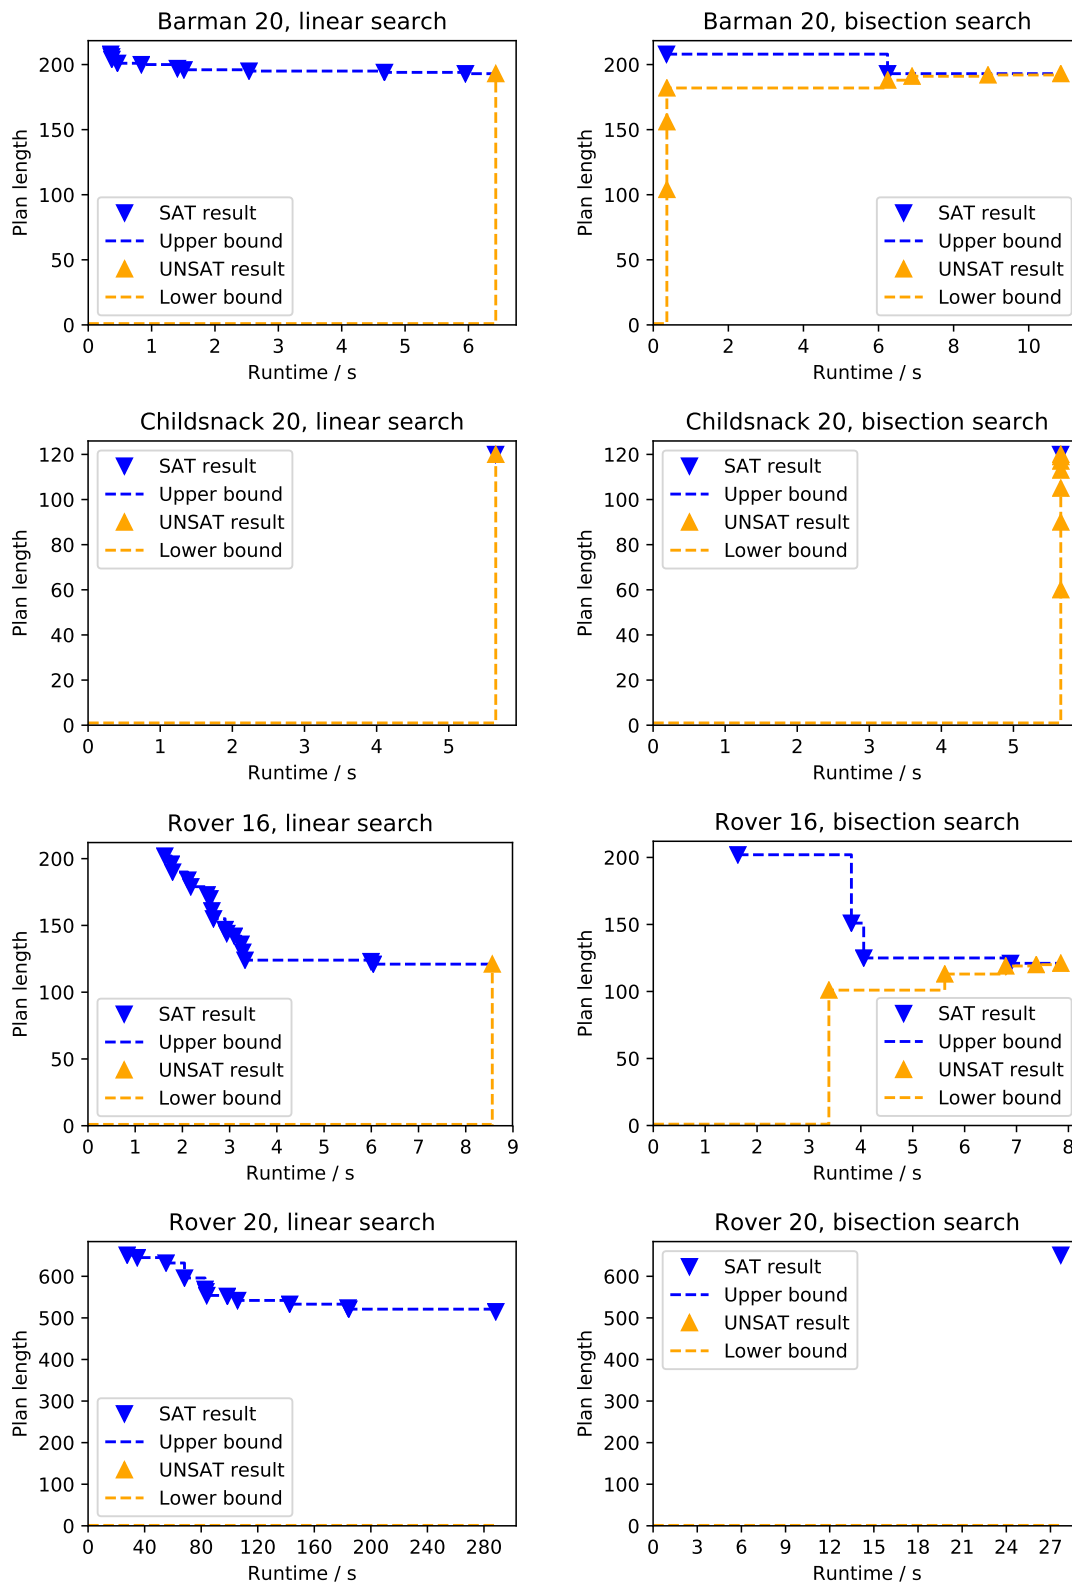 Barman 20, linear search
Plan length
200
150
100
50
0
SAT result
Upper bound
UNSAT result
Lower bound
0 1 2 3 4 5 6
Runtime / s
Barman 20, bisection search
Plan length
200
150
100
50
0
SAT result
Upper bound
UNSAT result
Lower bound
0 2 4 6 8 10
Runtime / s
Childsnack 20, linear search
Plan length
120
100
80
60
40
20
0
SAT result
Upper bound
UNSAT result
Lower bound
0 1 2 3 4 5
Runtime / s
Childsnack 20, bisection search
Plan length
120
100
80
60
40
20
0
SAT result
Upper bound
UNSAT result
Lower bound
0 1 2 3 4 5
Runtime / s
Rover 16, linear search
Plan length
200
150
100
50
0
SAT result
Upper bound
UNSAT result
Lower bound
0 1 2 3 4 5 6 7 8 9
Runtime / s
Rover 16, bisection search
Plan length
200
150
100
50
0
SAT result
Upper bound
UNSAT result
Lower bound
0 1 2 3 4 5 6 7 8
Runtime / s
Rover 20, linear search
Plan length
600
500
400
300
200
100
0
SAT result
Upper bound
UNSAT result
Lower bound
0 40 80 120 160 200 240 280
Runtime / s
Rover 20, bisection search
Plan length
600
500
400
300
200
100
0
SAT result
Upper bound
UNSAT result
Lower bound
0 3 6 9 12 15 18 21 24 27
Runtime / s